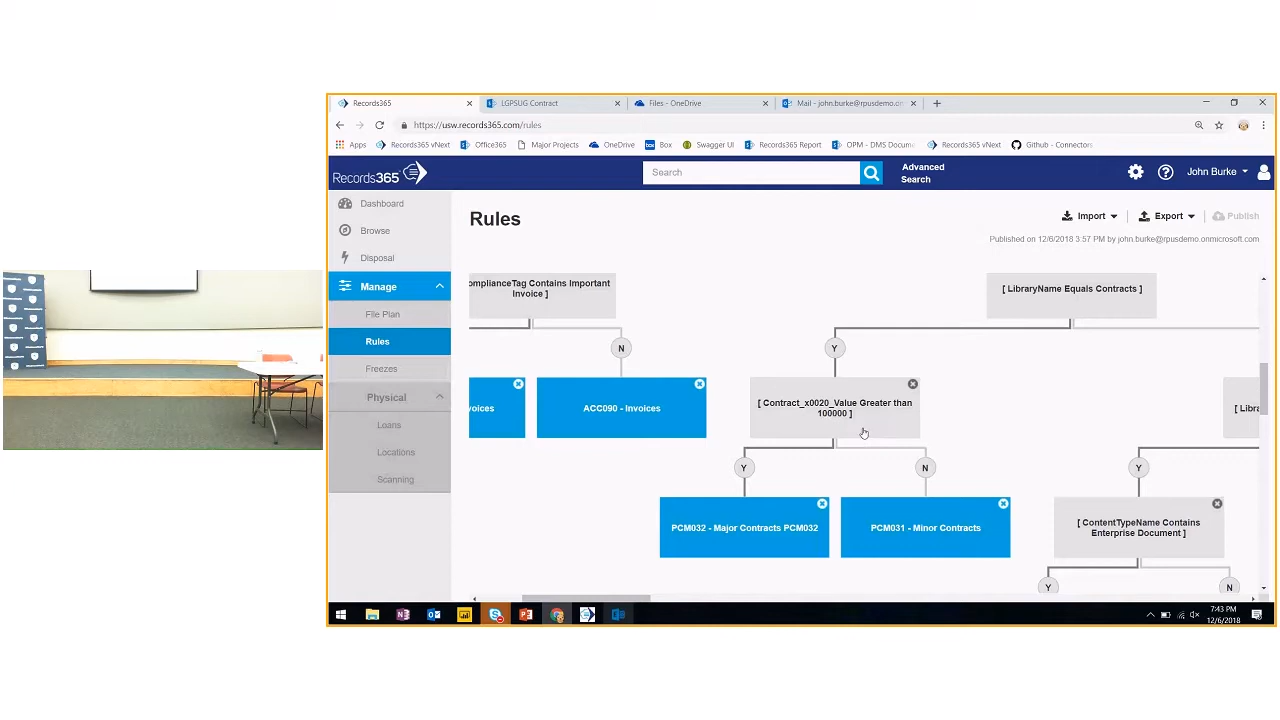 Records365
LGPSUG Contract
Files - OneDrive
Mail - john.burke@rpusdemo.on
https://usw.records365.com/rules
Apps
Records365 vNext
Office365
Major Projects
OneDrive
Box
Swagger UI
Records365 Report
OPM - DMS Docum
Records365 vNext
Github - Connectors
Records365
Search
Advanced
Search
John Burke
Dashboard
Browse
Disposal
Manage
File Plan
Rules
Freezes
Physical
Loans
Locations
Scanning
Rules
Import
Export
Publish
Published on 12/6/2018 3:57 PM by john.burke@rpusdemo.onmicrosoft.com
omplianceTag Contains Important
Invoice ]
[ LibraryName Equals Contracts ]
N
Y
voices
ACC090 - Invoices
[ Contract_x0020_Value Greater than
100000 ]
[ Libra
Y
N
Y
PCM032 - Major Contracts PCM032
PCM031 - Minor Contracts
[ ContentTypeName Contains
Enterprise Document ]
Y
N
7:43 PM
12/6/2018